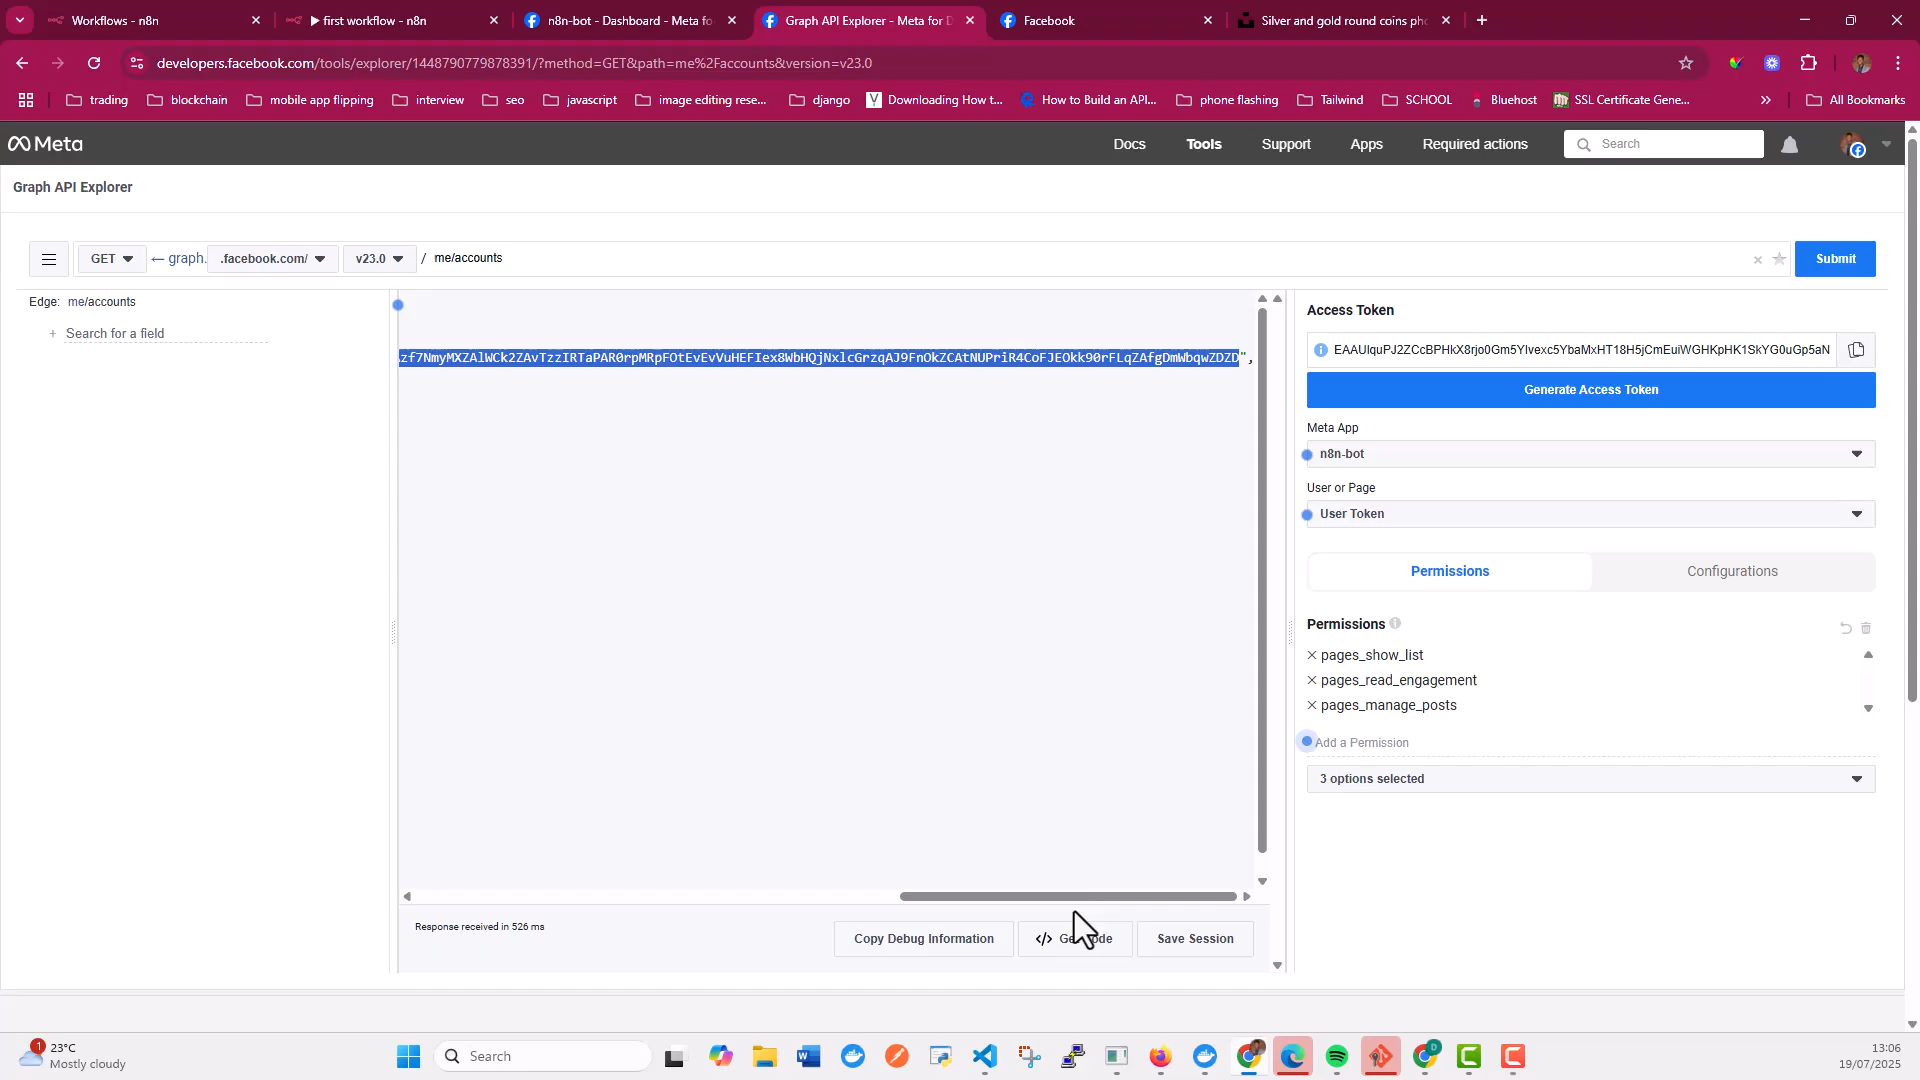 Workflows - n8n
first workflow - n8n
n8n-bot - Dashboard - Meta fo
Graph API Explorer - Meta for D
Facebook
Silver and gold round coins pho
developers.facebook.com/tools/explorer/1448790779878391/?method=GET&path=me%2Faccounts&version=v23.0
trading
blockchain
mobile app flipping
interview
seo
javascript
image editing rese...
django
Downloading How t...
How to Build an API...
phone flashing
Tailwind
SCHOOL
Bluehost
SSL Certificate Gene...
All Bookmarks
Meta
Docs
Tools
Support
Apps
Required actions
Search
Graph API Explorer
GET
graph.
.facebook.com/
v23.0
/
me/accounts
Submit
Edge: me/accounts
+ Search for a field
Access Token
Generate Access Token
Meta App
n8n-bot
User or Page
User Token
Permissions
Configurations
Permissions
pages_show_list
pages_read_engagement
pages_manage_posts
Add a Permission
3 options selected
Response received in 526 ms
Copy Debug Information
</>
Save Session
1
23°C
Mostly cloudy
Search
13:06
19/07/2025